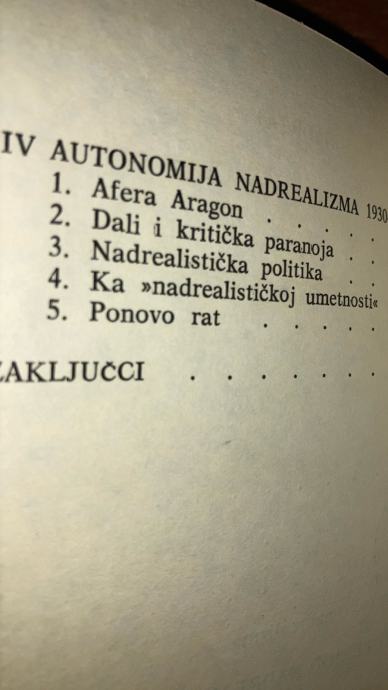 IV AUTONOMIJA NADREALIZMA 1930-
1. Afera Aragon . . . . .
2. Dali i kritička paranoja . .
3. Nadrealistička politika . .
4. Ka »nadrealističkoj umetnosti«
5. Ponovo rat . . . . .
ZAKLJUČCI . . . . . .